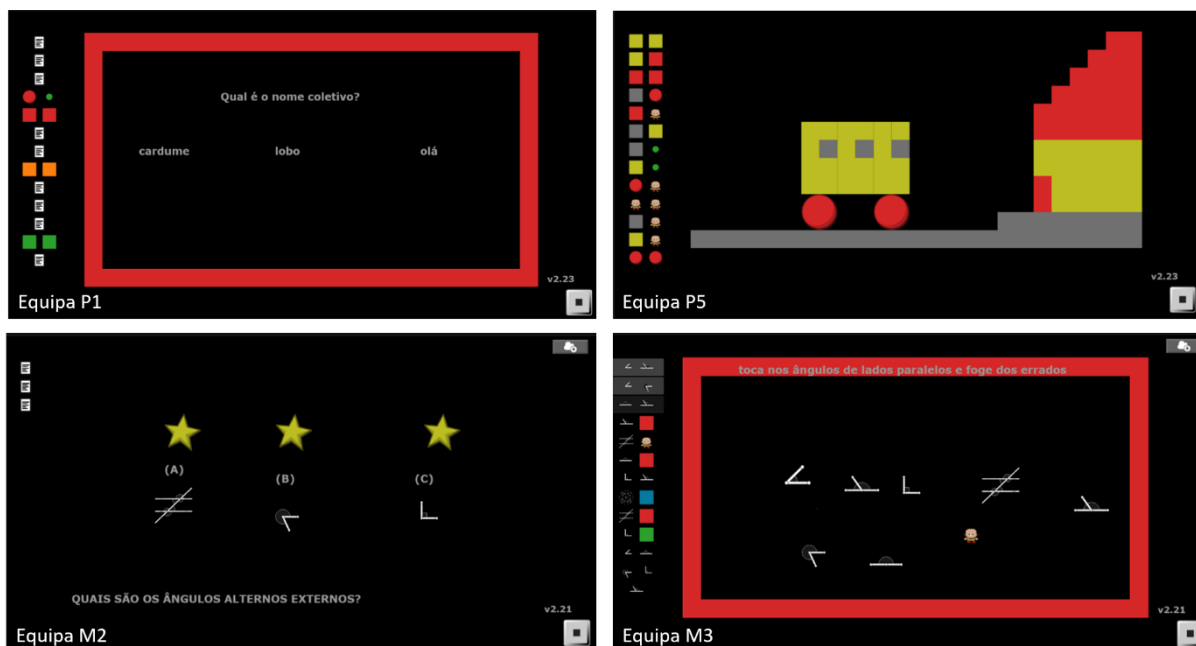 Qual é o nome coletivo?
cardume lobo olá
v2.23
Equipa P1
v2.23
Equipa P5
(A) (B) (C)
QUAIS SÃO OS ÂNGULOS ALTERNOS EXTERNOS?
v2.21
Equipa M2
toca nos ângulos de lados paralelos e foge dos errados
v2.21
Equipa M3